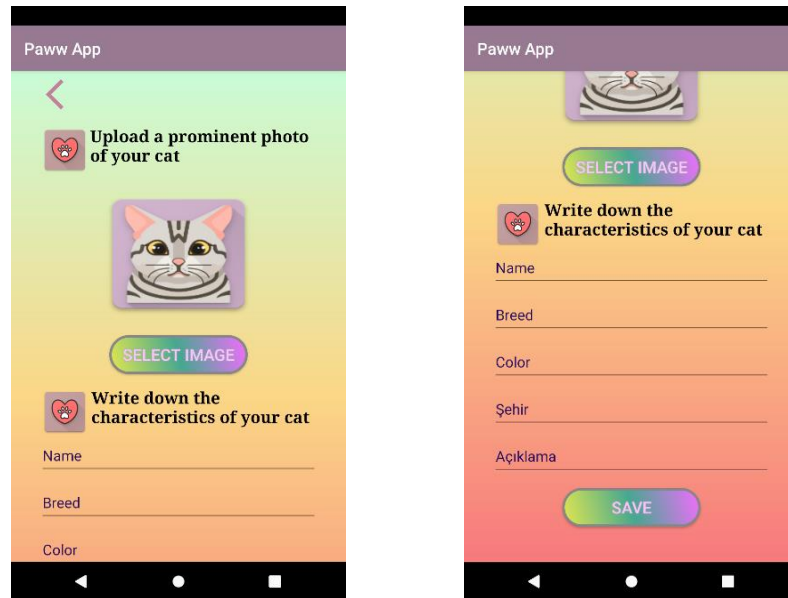 Paww App
Upload a prominent photo
of your cat
SELECT IMAGE
Write down the
characteristics of your cat
Name
Breed
Color
Paww App
SELECT IMAGE
Write down the
characteristics of your cat
Name
Breed
Color
Şehir
Açıklama
SAVE